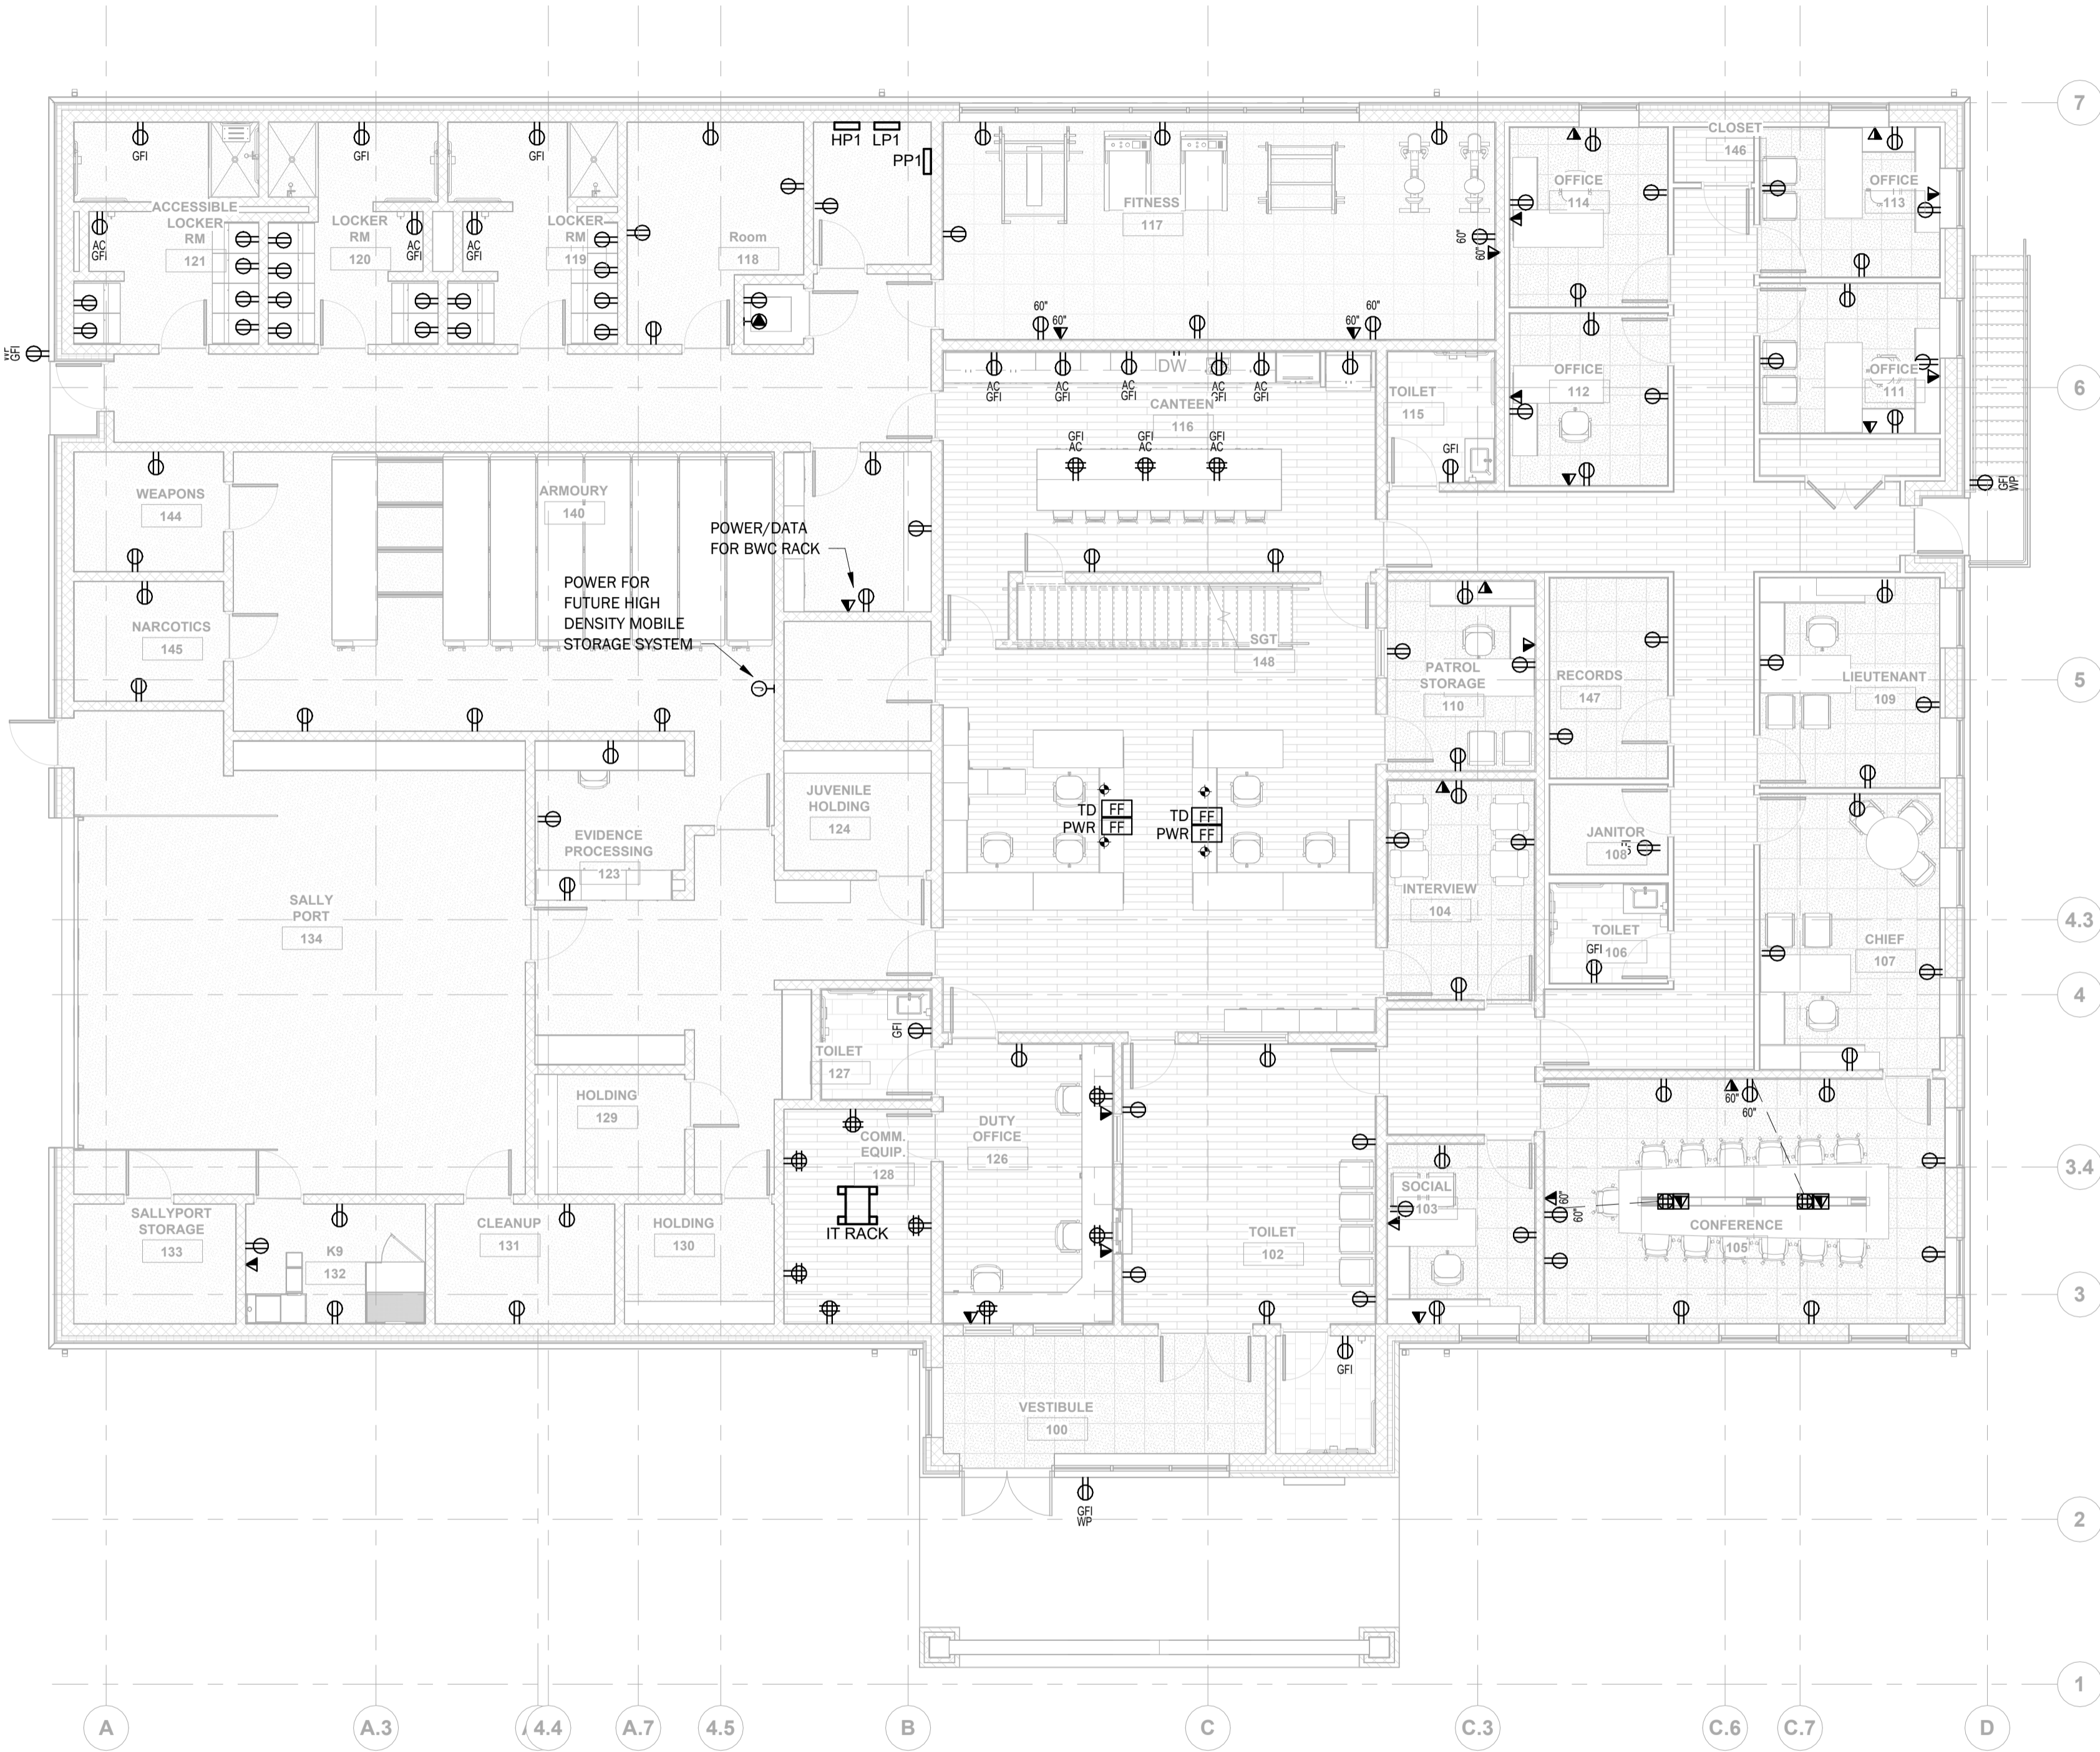 7
HP1 LP1
PP1
CLOSET
146
GFI
GFI
GFI
ACCESSIBLE
LOCKER
RM
121
AC
GFI
LOCKER
RM
120
AC
GFI
AC
GFI
LOCKER
RM
119
Room
118
FITNESS
117
60"
60"
OFFICE
114
OFFICE
113
60"
60"
60"
60"
GFI
DW
AC
GFI
AC
GFI
AC
GFI
AC
GFI
AC
GFI
CANTEEN
116
TOILET
115
OFFICE
112
OFFICE
111
6
GFI
AC
GFI
AC
GFI
AC
GFI
GFI
WP
WEAPONS
144
ARMOURY
140
POWER/DATA
FOR BWC RACK
POWER FOR
FUTURE HIGH
DENSITY MOBILE
STORAGE SYSTEM
NARCOTICS
145
J
SGT
148
PATROL
STORAGE
110
RECORDS
147
LIEUTENANT
109
5
JUVENILE
HOLDING
124
TD FF
PWR FF
TD FF
PWR FF
EVIDENCE
PROCESSING
123
JANITOR
108
SALLY
PORT
134
INTERVIEW
104
TOILET
106
GFI
CHIEF
107
4.3
4
GFI
TOILET
127
HOLDING
129
COMM.
EQUIP.
128
DUTY
OFFICE
126
60"
60"
3.4
SALLYPORT
STORAGE
133
K9
132
CLEANUP
131
HOLDING
130
IT RACK
TOILET
102
SOCIAL
103
60"
60"
CONFERENCE
105
3
GFI
VESTIBULE
100
GFI
WP
2
1
A
A.3
4.4
A.7
4.5
B
C
C.3
C.6
C.7
D